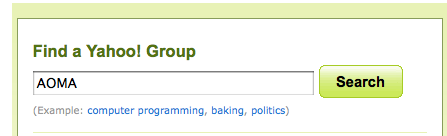 Find a Yahoo! Group
AOMA Search
(Example: computer programming, baking, politics)